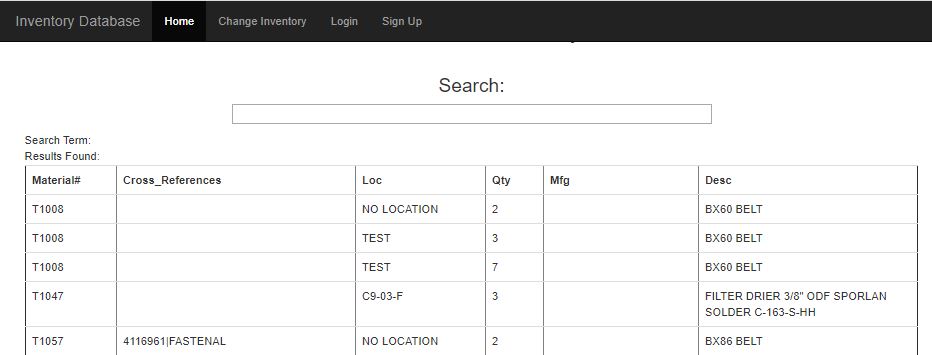 Inventory Database Home Change Inventory Login Sign Up
Search:
Search Term:
Results Found:
Material# Cross_References Loc Qty Mfg Desc
T1008 NO LOCATION 2 BX60 BELT
T1008 TEST 3 BX60 BELT
T1008 TEST 7 BX60 BELT
T1047 C9-03-F 3 FILTER DRIER 3/8" ODF SPORLAN
SOLDER C-163-S-HH
T1057 4116961|FASTENAL NO LOCATION 2 BX86 BELT